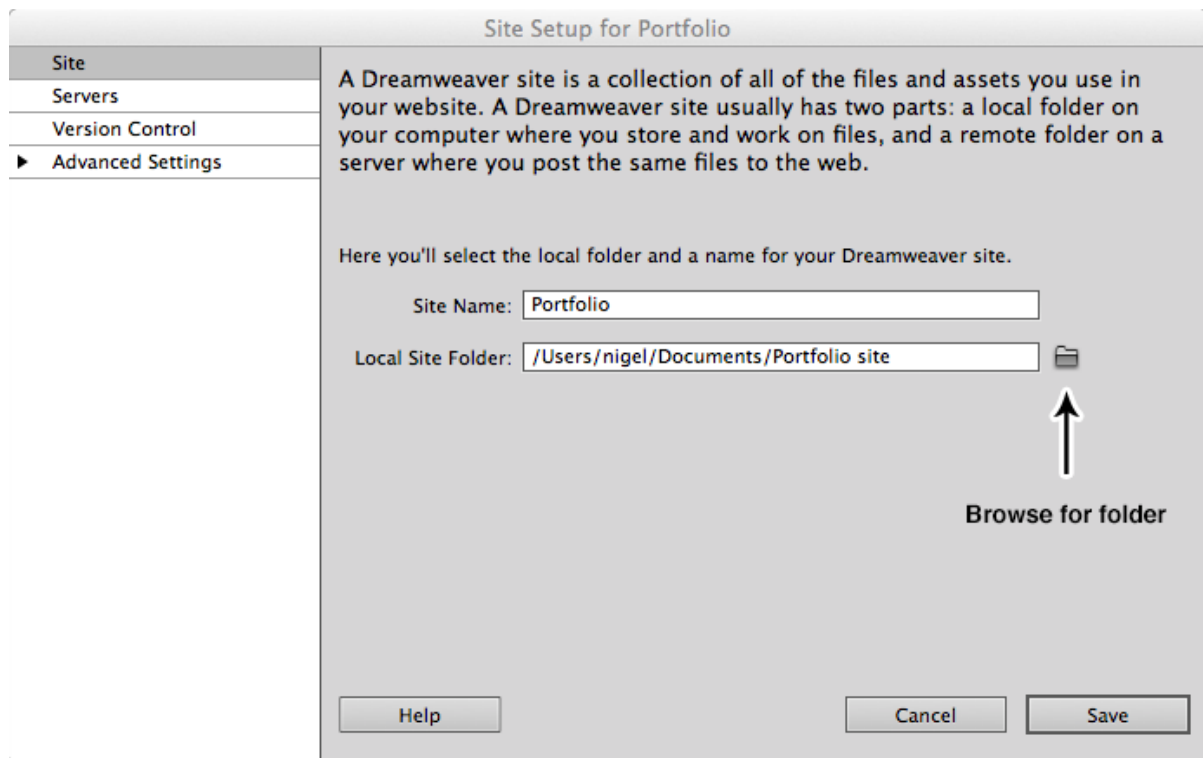 Site Setup for Portfolio
Site
Servers
Version Control
Advanced Settings
A Dreamweaver site is a collection of all of the files and assets you use in
your website. A Dreamweaver site usually has two parts: a local folder on
your computer where you store and work on files, and a remote folder on a
server where you post the same files to the web.
Here you'll select the local folder and a name for your Dreamweaver site.
Site Name: Portfolio
Local Site Folder: /Users/nigel/Documents/Portfolio site
Browse for folder
Help Cancel Save